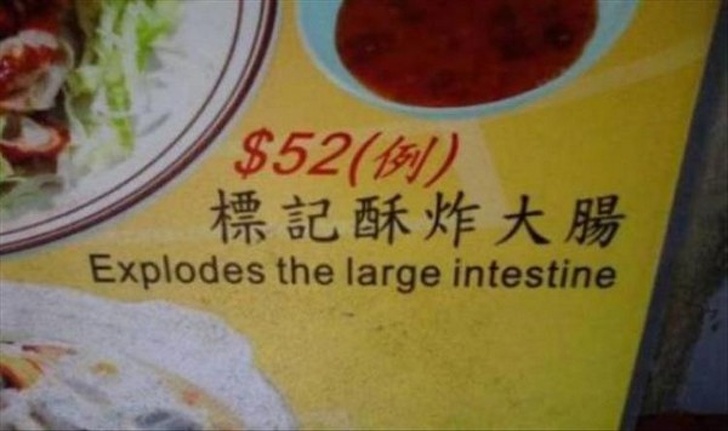 $52(例)
標記酥炸大腸
Explodes the large intestine